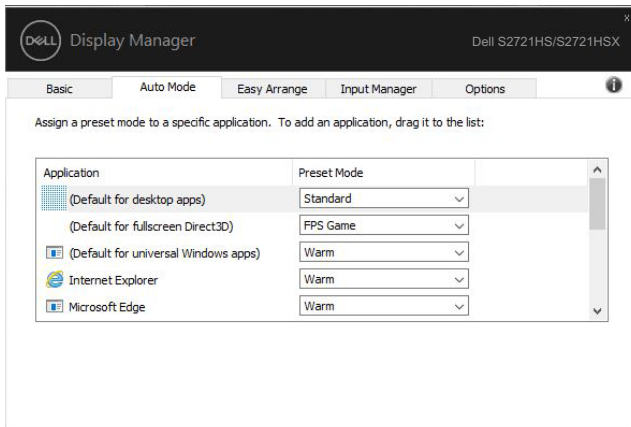 DELL Display Manager
x
Dell S2721HS/S2721HSX
Basic Auto Mode Easy Arrange Input Manager Options i
Assign a preset mode to a specific application. To add an application, drag it to the list:
Application Preset Mode
(Default for desktop apps) Standard
(Default for fullscreen Direct3D) FPS Game
(Default for universal Windows apps) Warm
Internet Explorer Warm
Microsoft Edge Warm